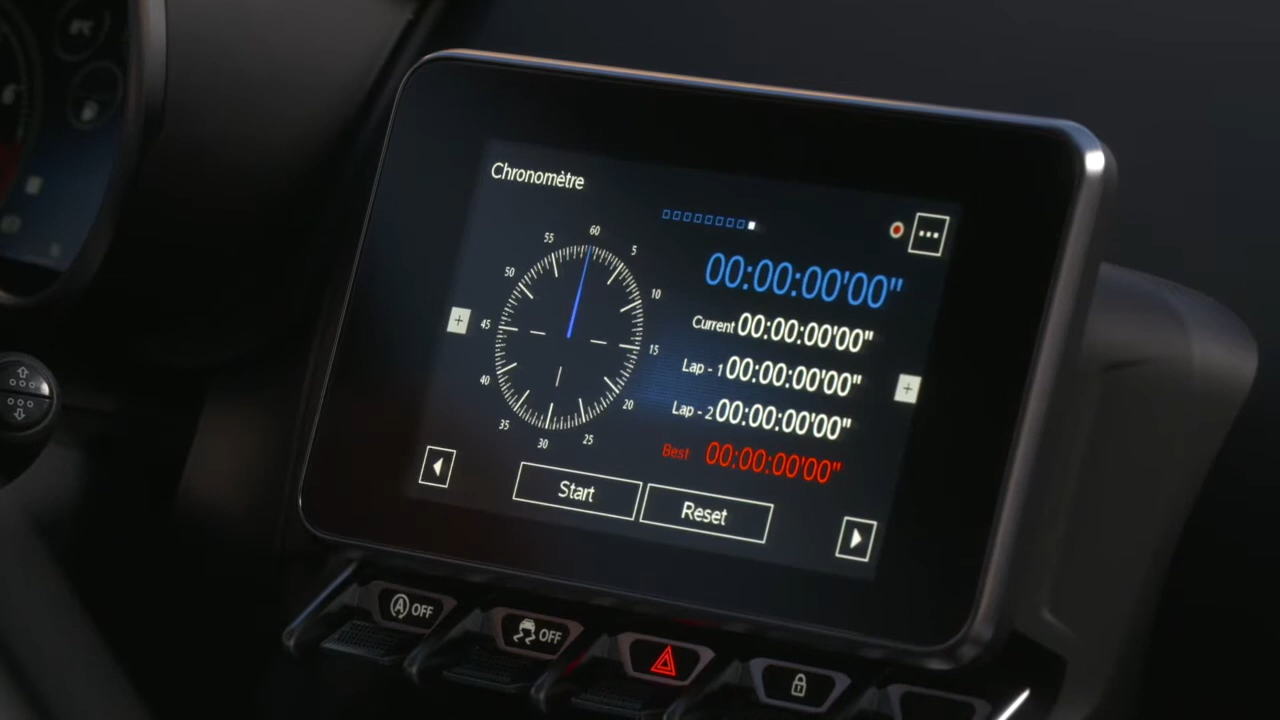 Chronomètre
60
5
10
15
20
25
30
35
40
45
50
55
00:00:00'00"
Current 00:00:00'00"
Lap - 1 00:00:00'00"
Lap - 2 00:00:00'00"
Best 00:00:00'00"
Start
Reset
A OFF
OFF